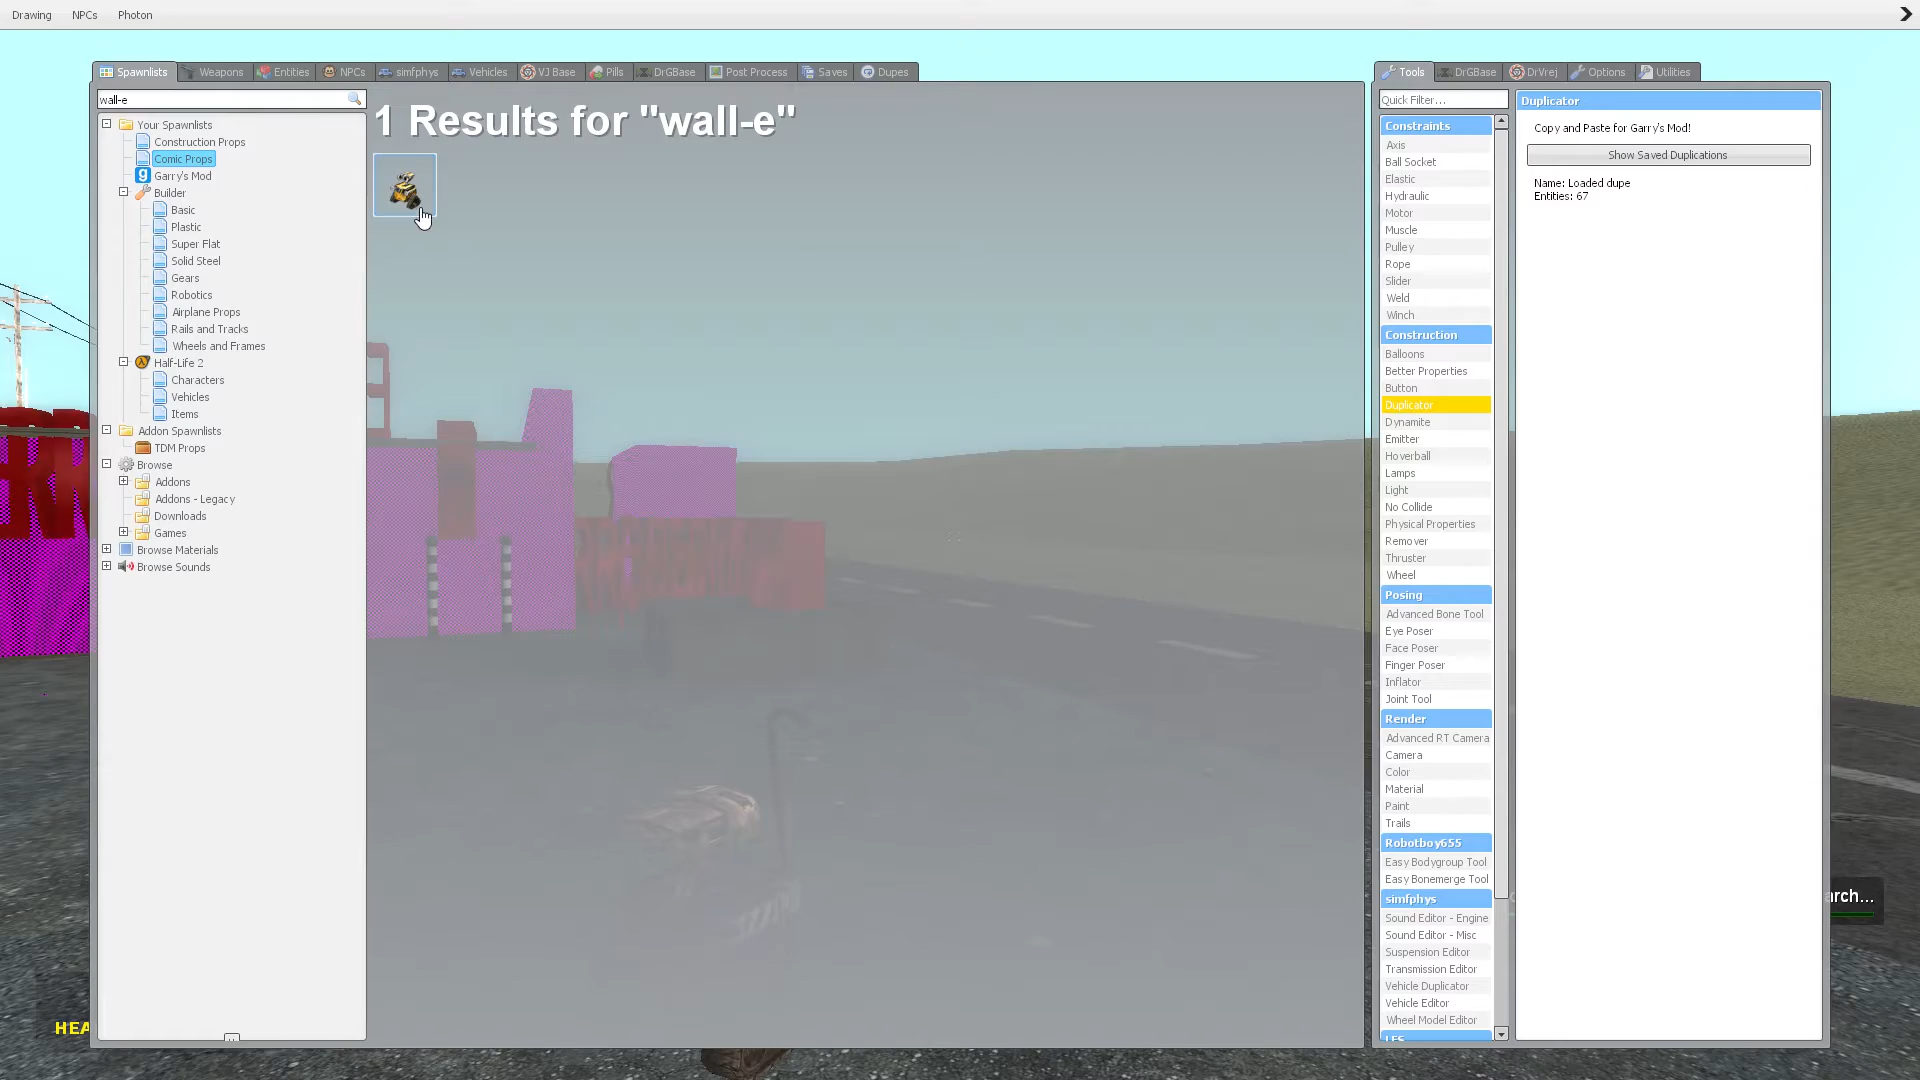 Drawing NPCs Photon
Spawnlists Weapons Entities NPCs simfphys Vehicles VJ Base Pills DrGBase Post Process Saves Dupes
wall-e
Your Spawnlists
Construction Props
Comic Props
Garry's Mod
Builder
Basic
Plastic
Super Flat
Solid Steel
Gears
Robotics
Airplane Props
Rails and Tracks
Wheels and Frames
Half-Life 2
Characters
Vehicles
Items
Addon Spawnlists
TDM Props
Browse
Addons
Addons - Legacy
Downloads
Games
Browse Materials
Browse Sounds
1 Results for "wall-e"
Tools DrGBase DrVrej Options Utilities
Quick Filter...
Constraints
Axis
Ball Socket
Elastic
Hydraulic
Motor
Muscle
Pulley
Rope
Slider
Weld
Winch
Construction
Balloons
Better Properties
Button
Duplicator
Dynamite
Emitter
Hoverball
Lamps
Light
No Collide
Physical Properties
Remover
Thruster
Wheel
Posing
Advanced Bone Tool
Eye Poser
Face Poser
Finger Poser
Inflator
Joint Tool
Render
Advanced RT Camera
Camera
Color
Material
Paint
Trails
Robotboy655
Easy Bodygroup Tool
Easy Bonemerge Tool
simfphys
Sound Editor - Engine
Sound Editor - Misc
Suspension Editor
Transmission Editor
Vehicle Duplicator
Vehicle Editor
Wheel Model Editor
LFS
Duplicator
Copy and Paste for Garry's Mod!
Show Saved Duplications
Name: Loaded dupe
Entities: 67
arch...
HEA